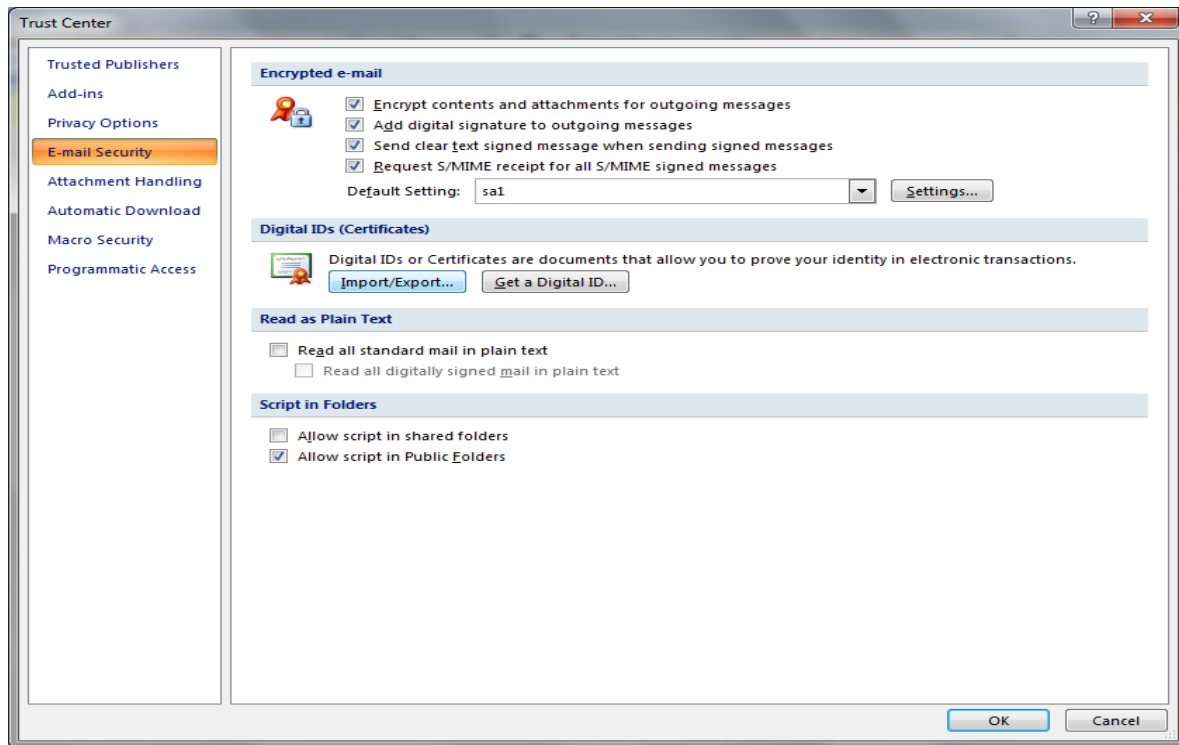 Trust Center
Trusted Publishers
Add-ins
Privacy Options
E-mail Security
Attachment Handling
Automatic Download
Macro Security
Programmatic Access
Encrypted e-mail
Encrypt contents and attachments for outgoing messages
Add digital signature to outgoing messages
Send clear text signed message when sending signed messages
Request S/MIME receipt for all S/MIME signed messages
Default Setting: sa1 Settings...
Digital IDs (Certificates)
Digital IDs or Certificates are documents that allow you to prove your identity in electronic transactions.
Import/Export... Get a Digital ID...
Read as Plain Text
Read all standard mail in plain text
Read all digitally signed mail in plain text
Script in Folders
Allow script in shared folders
Allow script in Public Folders
OK Cancel